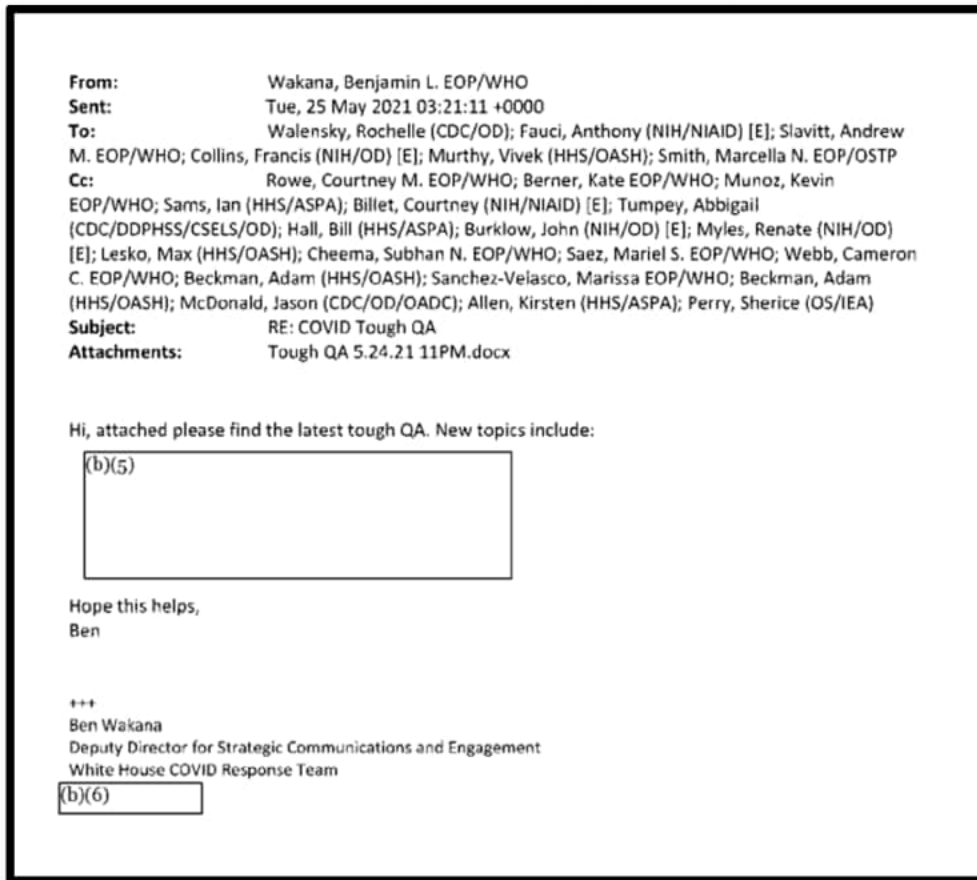 From: Wakana, Benjamin L. EOP/WHO
Sent: Tue, 25 May 2021 03:21:11 +0000
To: Walensky, Rochelle (CDC/OD); Fauci, Anthony (NIH/NIAID) [E]; Slavitt, Andrew
M. EOP/WHO; Collins, Francis (NIH/OD) [E]; Murthy, Vivek (HHS/OASH); Smith, Marcella N. EOP/OSTP
Cc: Rowe, Courtney M. EOP/WHO; Berner, Kate EOP/WHO; Munoz, Kevin
EOP/WHO; Sams, Ian (HHS/ASPA); Billet, Courtney (NIH/NIAID) [E]; Tumpey, Abbigail
(CDC/DDPHSS/CSELS/OD); Hall, Bill (HHS/ASPA); Burklow, John (NIH/OD) [E]; Myles, Renate (NIH/OD)
[E]; Lesko, Max (HHS/OASH); Cheema, Subhan N. EOP/WHO; Saez, Mariel S. EOP/WHO; Webb, Cameron
C. EOP/WHO; Beckman, Adam (HHS/OASH); Sanchez-Velasco, Marissa EOP/WHO; Beckman, Adam
(HHS/OASH); McDonald, Jason (CDC/OD/OADC); Allen, Kirsten (HHS/ASPA); Perry, Sherice (OS/IEA)
Subject: RE: COVID Tough QA
Attachments: Tough QA 5.24.21 11PM.docx
Hi, attached please find the latest tough QA. New topics include:
(b)(5)
Hope this helps,
Ben
+++
Ben Wakana
Deputy Director for Strategic Communications and Engagement
White House COVID Response Team
(b)(6)